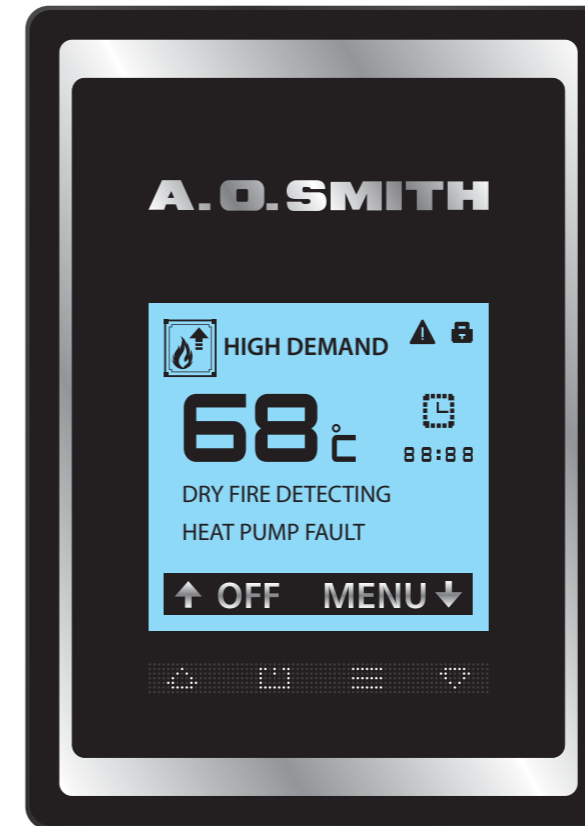 A.O.SMITH
HIGH DEMAND
68°C
88:88
DRY FIRE DETECTING
HEAT PUMP FAULT
OFF MENU